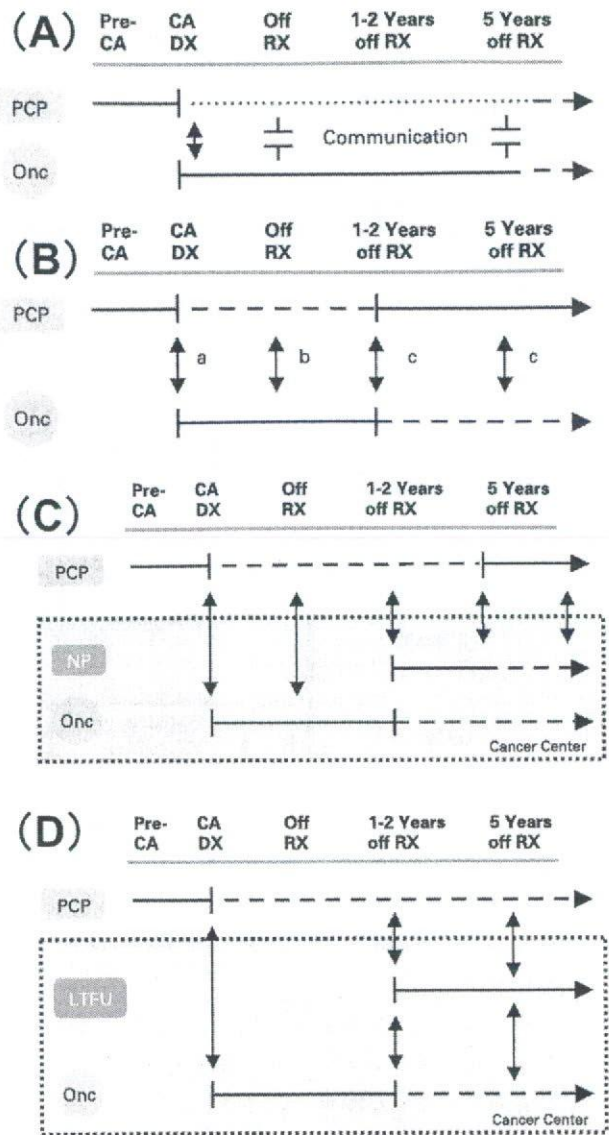 (A)
Pre- CA Off 1-2 Years 5 Years
CA DX RX off RX off RX
PCP
Communication
Onc
(B)
Pre- CA Off 1-2 Years 5 Years
CA DX RX off RX off RX
PCP
a b c c
Onc
(C)
Pre- CA Off 1-2 Years 5 Years
CA DX RX off RX off RX
PCP
NP
Onc
Cancer Center
(D)
Pre- CA Off 1-2 Years 5 Years
CA DX RX off RX off RX
PCP
LTFU
Onc
Cancer Center